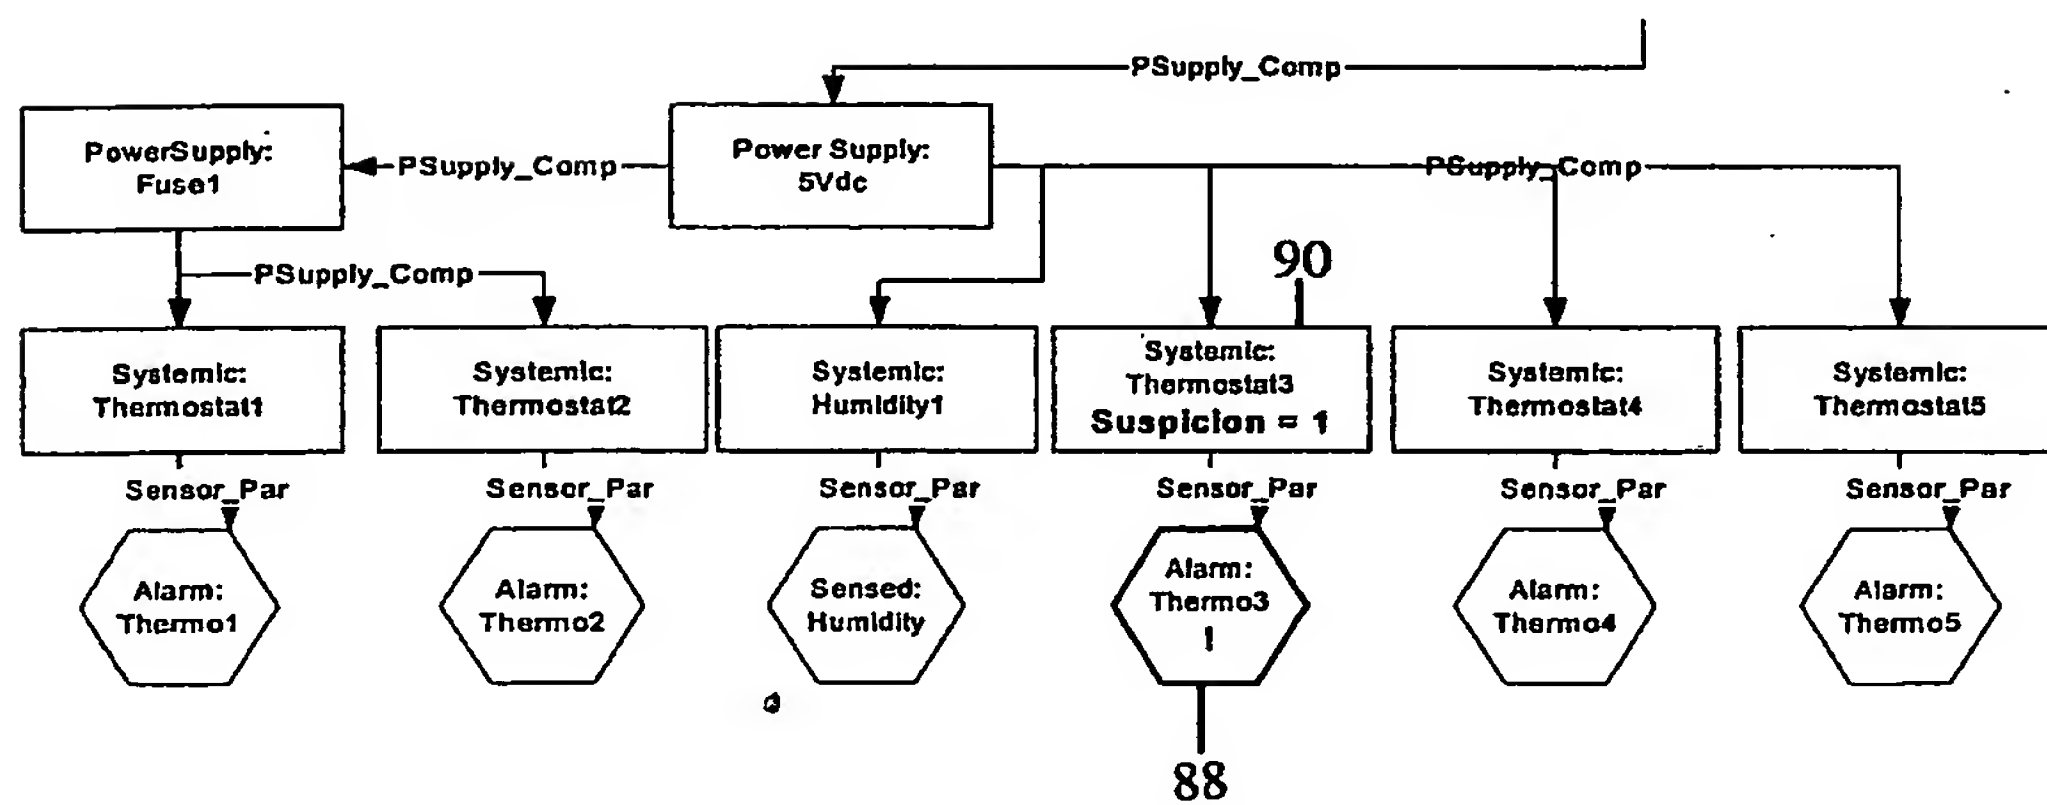 PSupply_Comp
PowerSupply:
Fuse1
PSupply_Comp
Power Supply:
5Vdc
PSupply_Comp
PSupply_Comp
90
Systemic:
Thermostat1
Systemic:
Thermostat2
Systemic:
Humidity1
Systemic:
Thermostat3
Suspicion = 1
Systemic:
Thermostat4
Systemic:
Thermostat5
Sensor_Par
Sensor_Par
Sensor_Par
Sensor_Par
Sensor_Par
Sensor_Par
Alarm:
Thermo1
Alarm:
Thermo2
Sensed:
Humidity
Alarm:
Thermo3
!
Alarm:
Thermo4
Alarm:
Thermo5
88